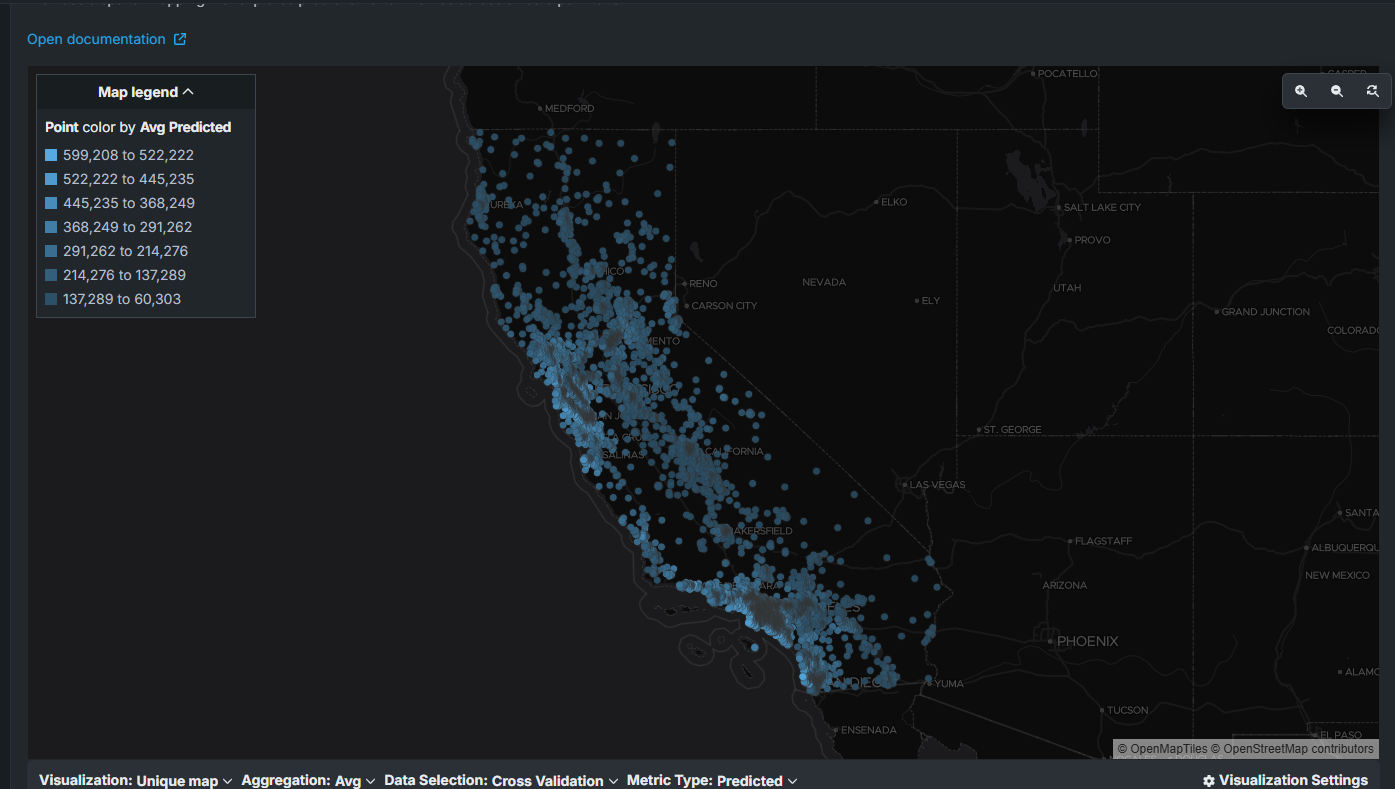 Open documentation
Map legend
Point color by Avg Predicted
599,208 to 522,222
522,222 to 445,235
445,235 to 368,249
368,249 to 291,262
291,262 to 214,276
214,276 to 137,289
137,289 to 60,303
POCATELLO
MEDFORD
ELKO
SALT LAKE CITY
PROVO
RENO
NEVADA
UTAH
CARSON CITY
ELY
GRAND JUNCTION
COLORADO
ST. GEORGE
CALIFORNIA
SALINAS
LAS VEGAS
SANTA
FLAGSTAFF
ALBUQUERQU
ARIZONA
NEW MEXICO
PHOENIX
ALAMO
YUMA
TUCSON
ENSENADA
EL PASO
© OpenMapTiles © OpenStreetMap contributors
Visualization: Unique map Aggregation: Avg Data Selection: Cross Validation Metric Type: Predicted Visualization Settings